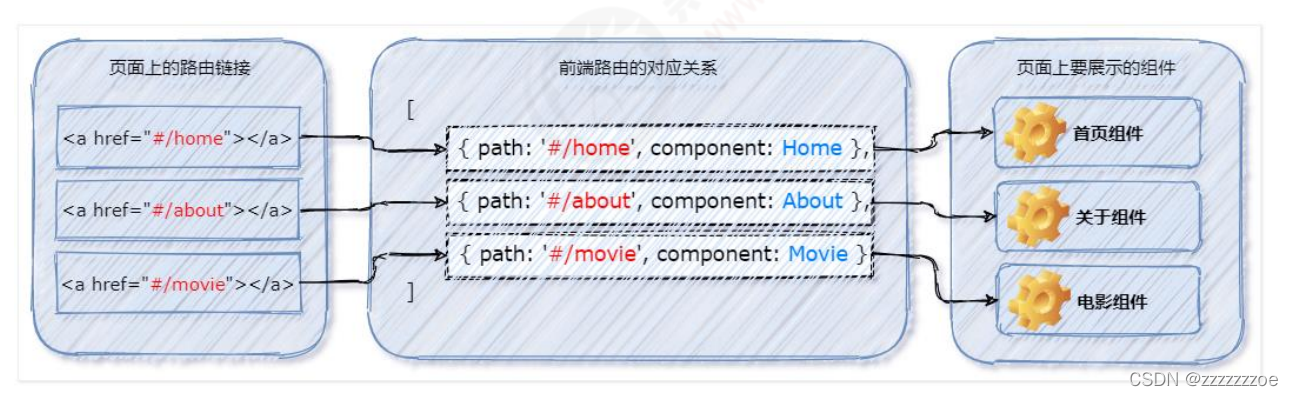 页面上的路由链接
<a href="#/home"></a>
<a href="#/about"></a>
<a href="#/movie"></a>
前端路由的对应关系
[
{ path: '#/home', component: Home },
{ path: '#/about', component: About },
{ path: '#/movie', component: Movie }
]
页面上要展示的组件
首页组件
关于组件
电影组件
CSDN @zzzzzzzoe